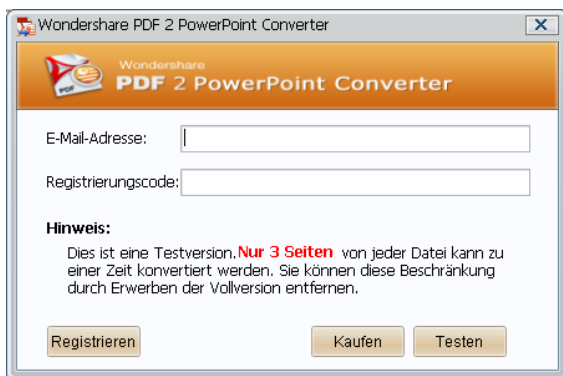 Wondershare PDF 2 PowerPoint Converter
Wondershare
PDF 2 PowerPoint Converter
PDF
E-Mail-Adresse:
Registrierungscode:
Hinweis:
Dies ist eine Testversion.Nur 3 Seiten von jeder Datei kann zu
einer Zeit konvertiert werden. Sie können diese Beschränkung
durch Erwerben der Vollversion entfernen.
Registrieren
Kaufen
Testen